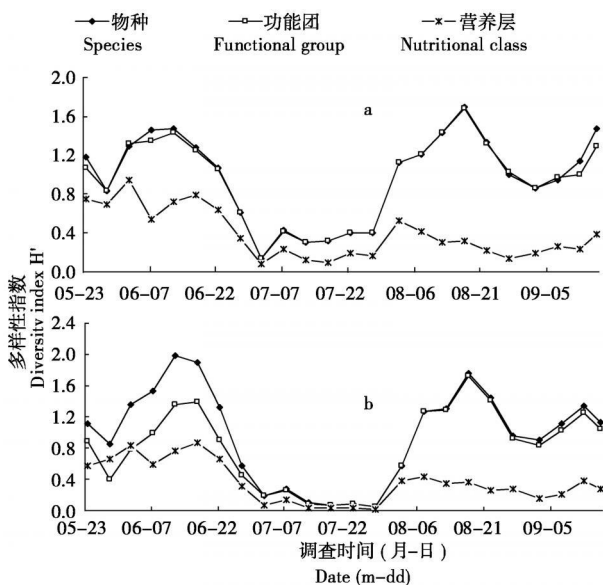 物种 功能团 营养层
Species Functional group Nutritional class
多样性指数
Diversity index H'
2.0
1.6
1.2
0.8
0.4
0.0
a
05-23 06-07 06-22 07-07 07-22 08-06 08-21 09-05
2.4
2.0
1.6
1.2
0.8
0.4
0.0
b
05-23 06-07 06-22 07-07 07-22 08-06 08-21 09-05
调查时间(月-日)
Date (m-dd)